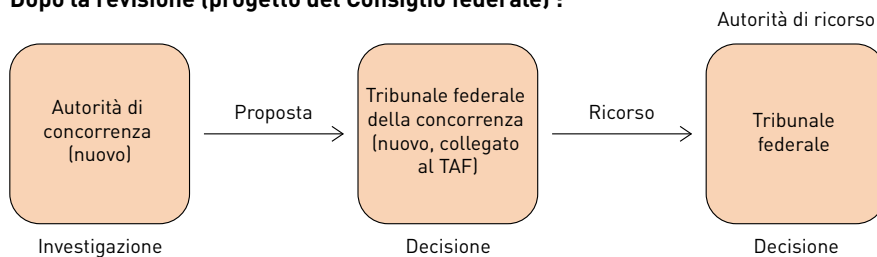 Dopo la revisione (progetto del Consiglio federale) :
Autorità di ricorso
Autorità di
concorrenza
(nuovo)
Proposta
Tribunale federale
della concorrenza
(nuovo, collegato
al TAF)
Ricorso
Tribunale
federale
Investigazione
Decisione
Decisione